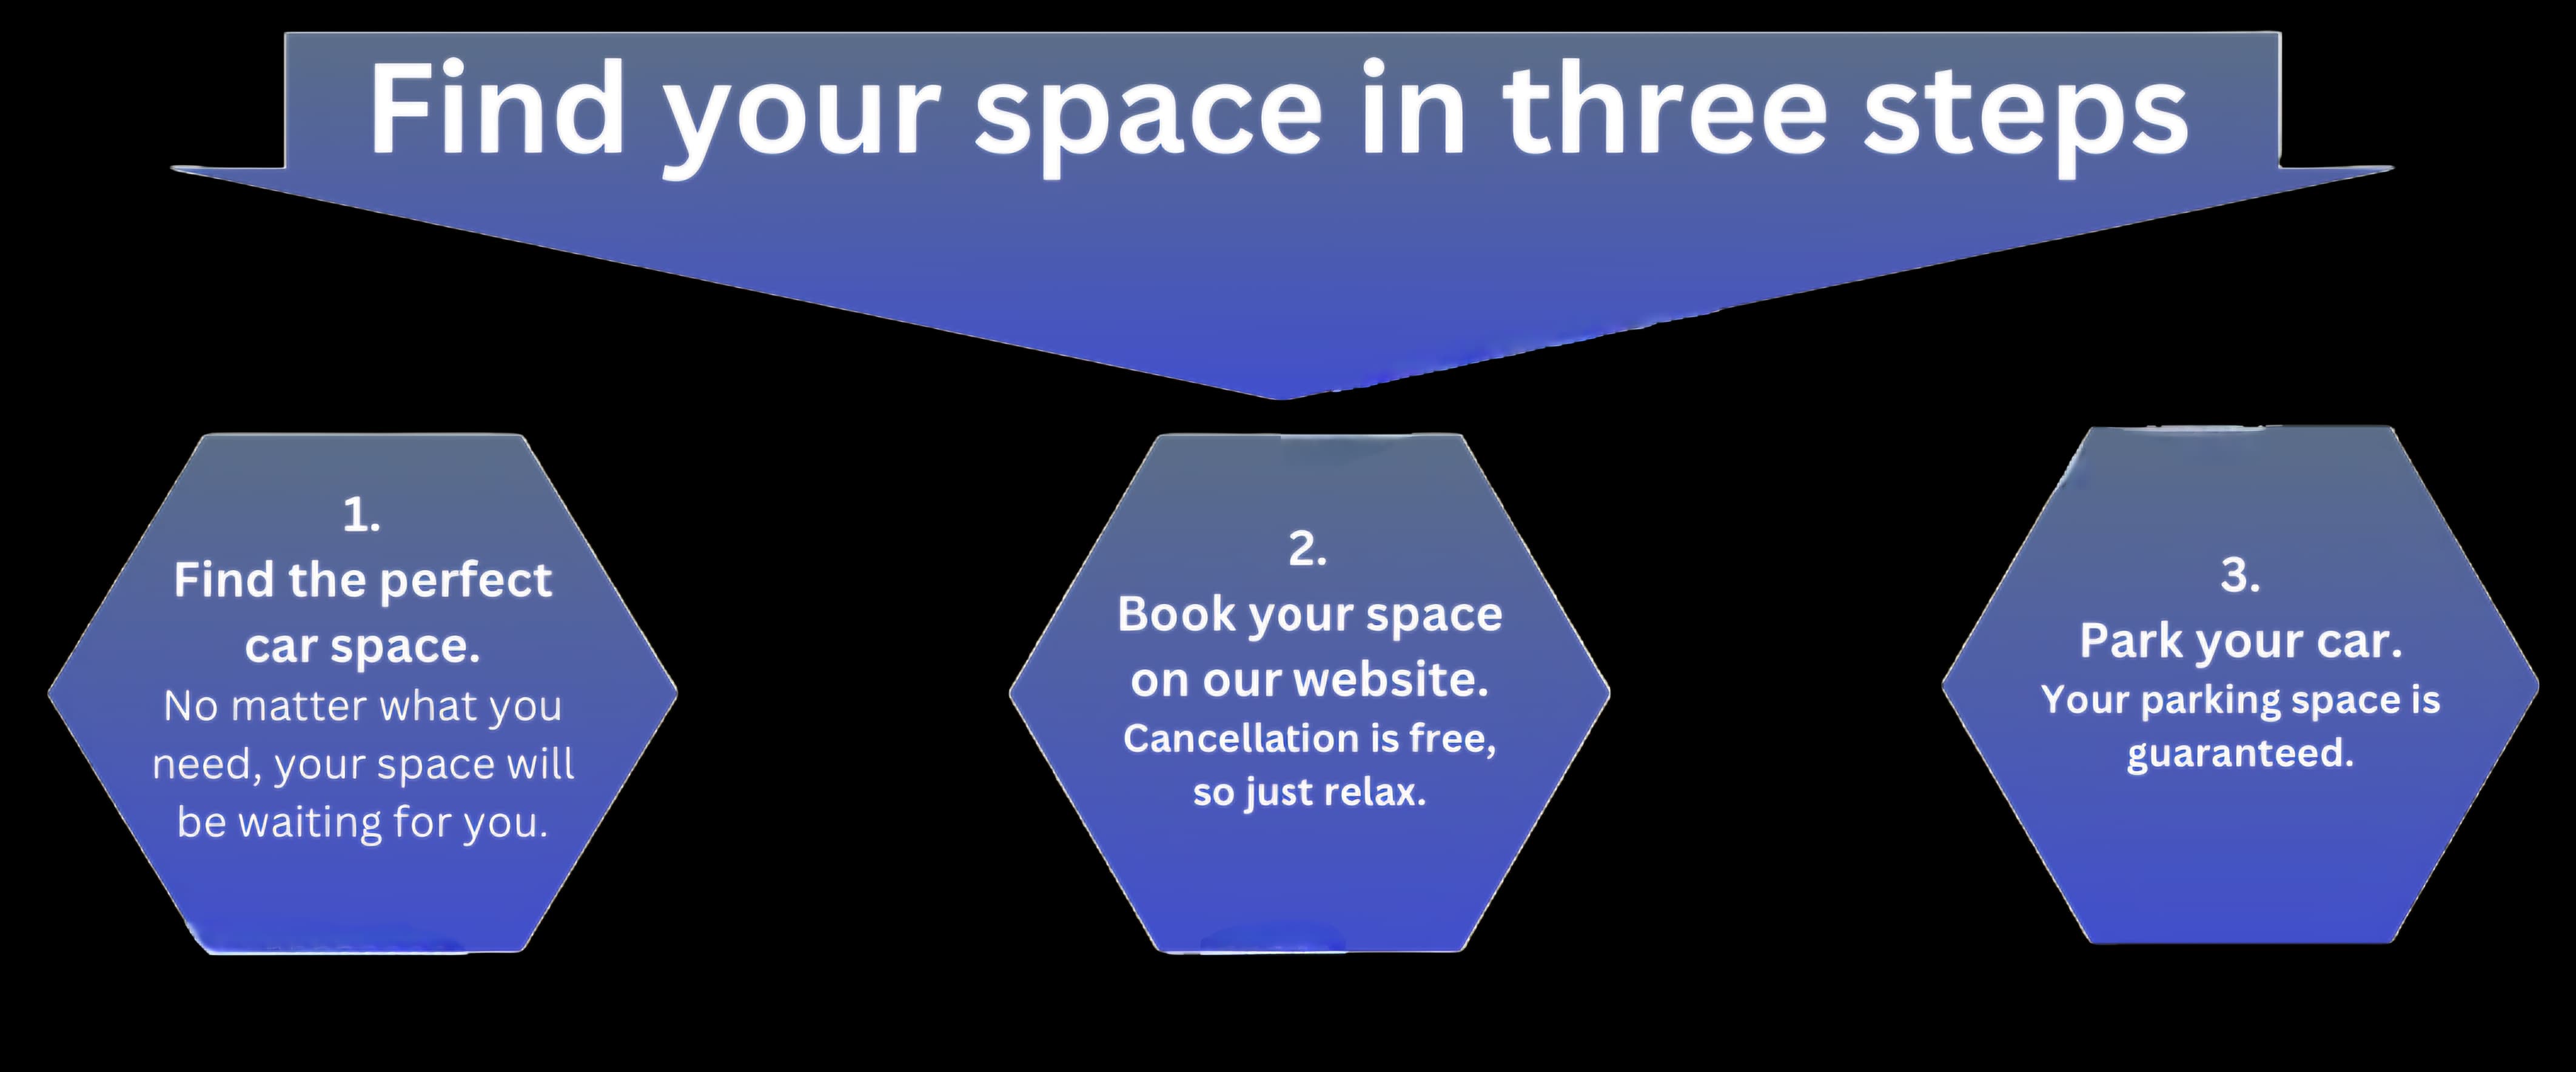 Find your space in three steps
1.
Find the perfect
car space.
No matter what you
need, your space will
be waiting for you.
2.
Book your space
on our website.
Cancellation is free,
so just relax.
3.
Park your car.
Your parking space is
guaranteed.